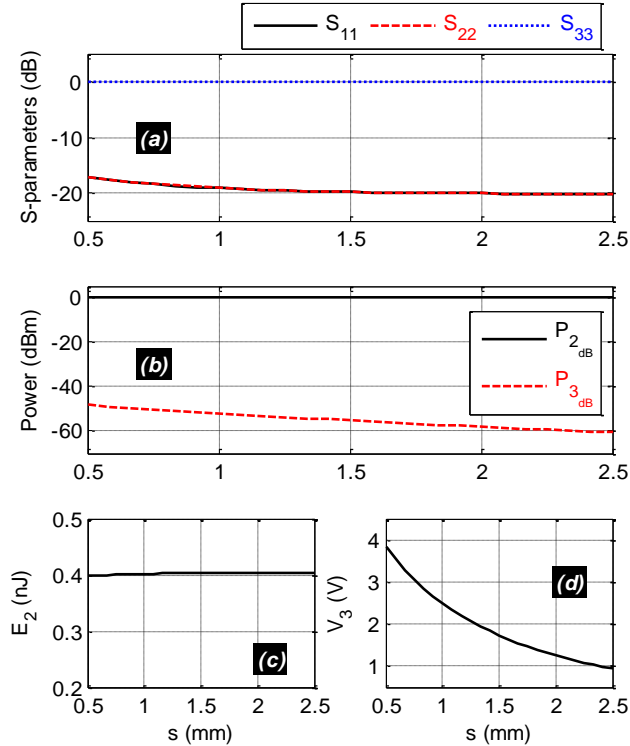 S11 S22 S33
S-parameters (dB)
0
-10
-20
(a)
0.5 1 1.5 2 2.5
Power (dBm)
0
-20
-40
-60
(b)
P2dB
P3dB
0.5 1 1.5 2 2.5
E2 (nJ)
0.5
0.4
0.3
0.2
(c)
0.5 1 1.5 2 2.5
s (mm)
V3 (V)
4
3
2
1
(d)
0.5 1 1.5 2 2.5
s (mm)